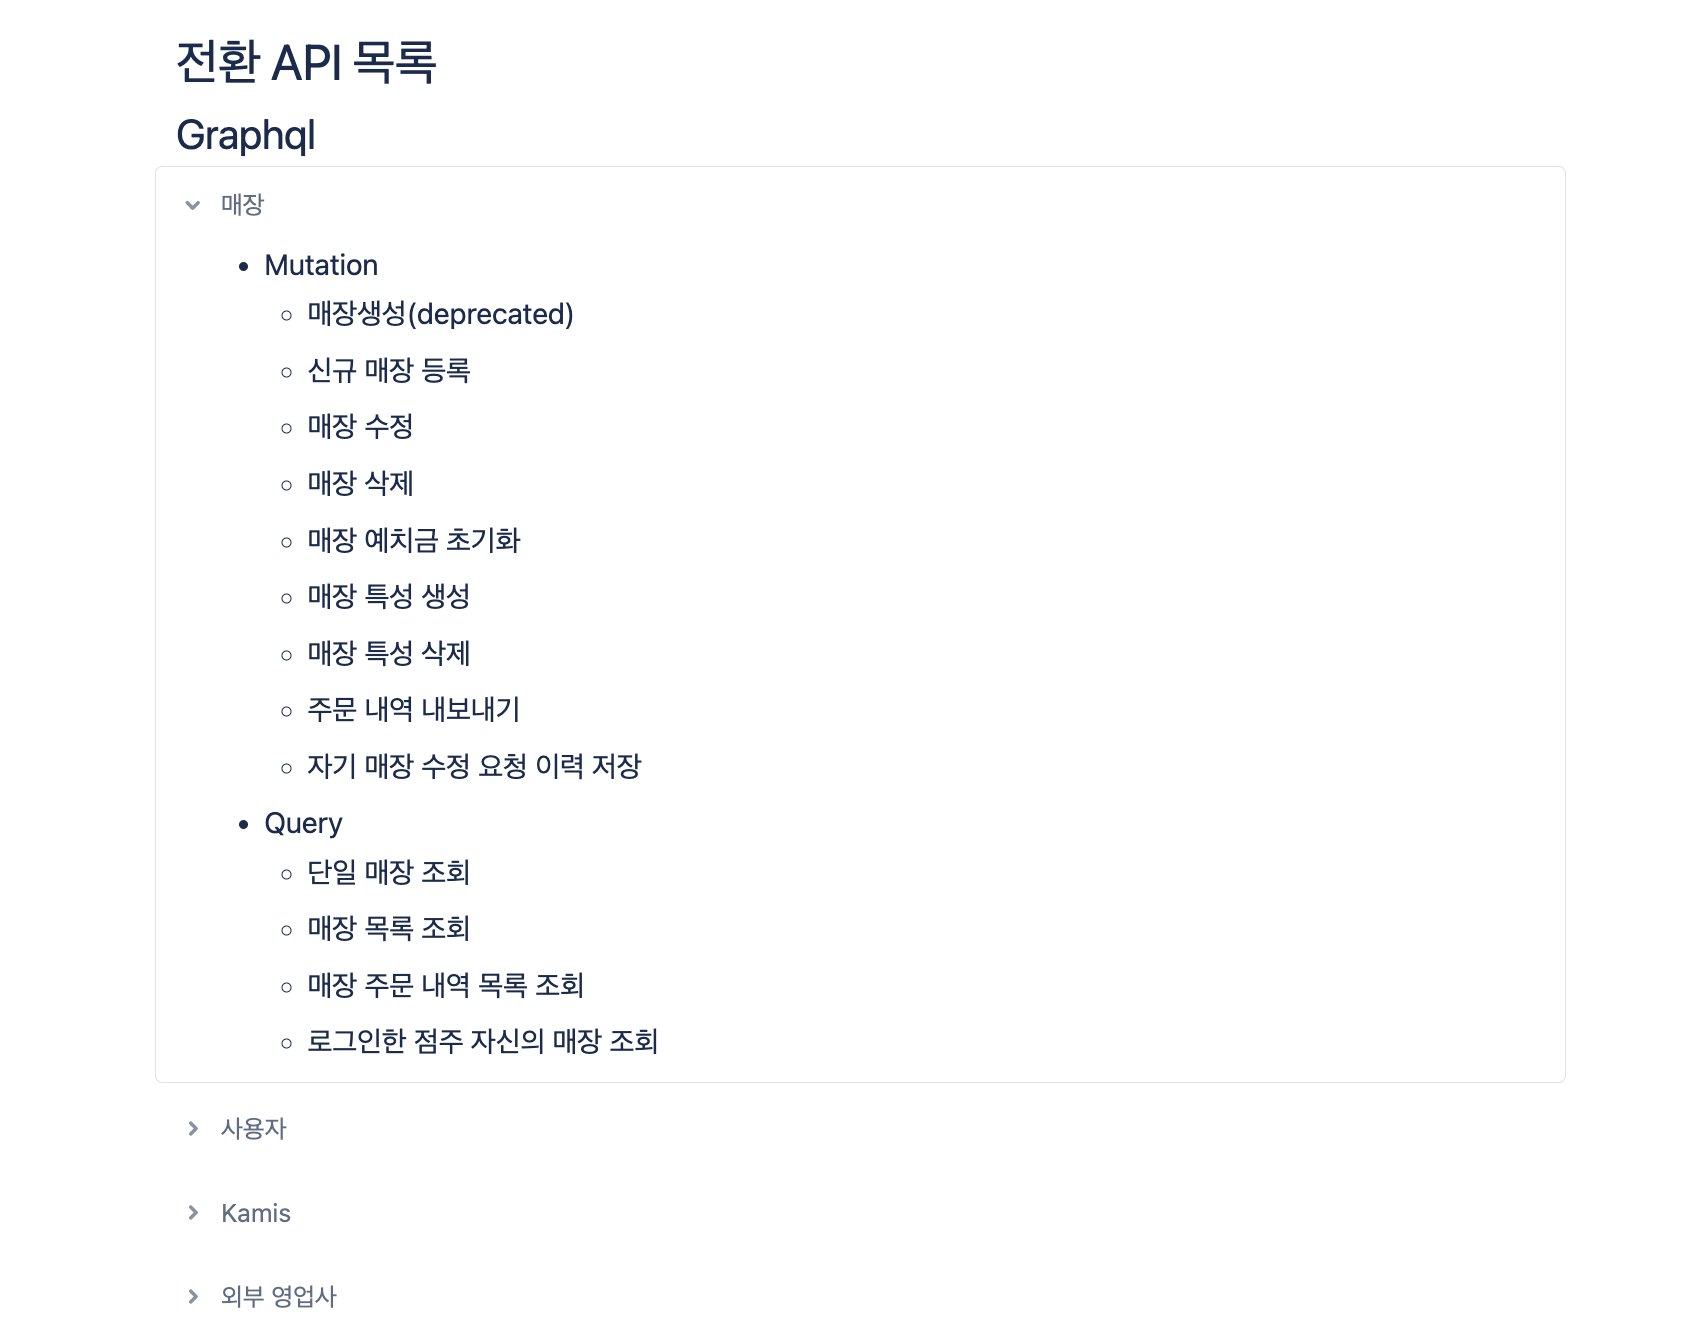 전환 API 목록
Graphql
매장
Mutation
매장생성(deprecated)
신규 매장 등록
매장 수정
매장 삭제
매장 예치금 초기화
매장 특성 생성
매장 특성 삭제
주문 내역 내보내기
자기 매장 수정 요청 이력 저장
Query
단일 매장 조회
매장 목록 조회
매장 주문 내역 목록 조회
로그인한 점주 자신의 매장 조회
사용자
Kamis
외부 영업사